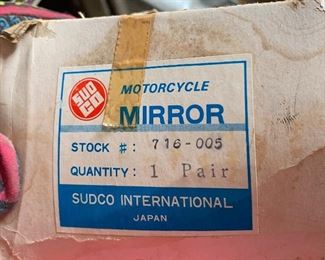 SUD
CO
MOTORCYCLE
MIRROR
STOCK #: 716-005
QUANTITY: 1 Pair
SUDCO INTERNATIONAL
JAPAN